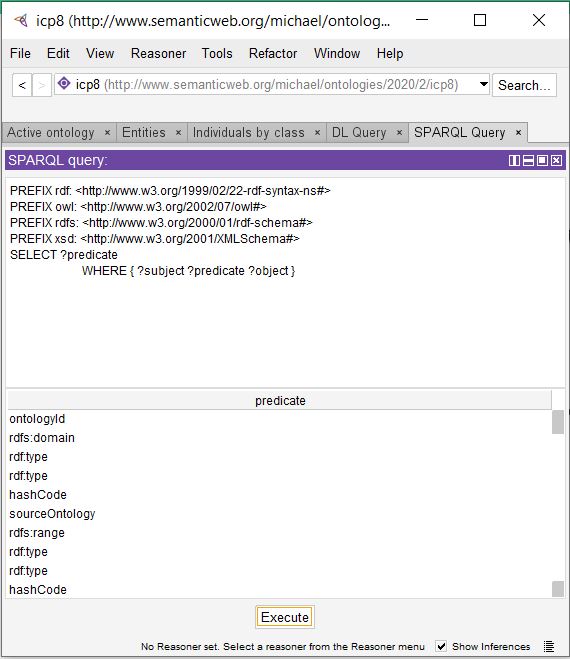 icp8 (http://www.semanticweb.org/michael/ontolog...
File Edit View Reasoner Tools Refactor Window Help
< > icp8 (http://www.semanticweb.org/michael/ontologies/2020/2/icp8) Search...
Active ontology × Entities × Individuals by class × DL Query × SPARQL Query ×
SPARQL query:
PREFIX rdf: <http://www.w3.org/1999/02/22-rdf-syntax-ns#>
PREFIX owl: <http://www.w3.org/2002/07/owl#>
PREFIX rdfs: <http://www.w3.org/2000/01/rdf-schema#>
PREFIX xsd: <http://www.w3.org/2001/XMLSchema#>
SELECT ?predicate
WHERE { ?subject ?predicate ?object }
predicate
ontologyId
rdfs:domain
rdf:type
rdf:type
hashCode
sourceOntology
rdfs:range
rdf:type
rdf:type
hashCode
Execute
No Reasoner set. Select a reasoner from the Reasoner menu Show Inferences